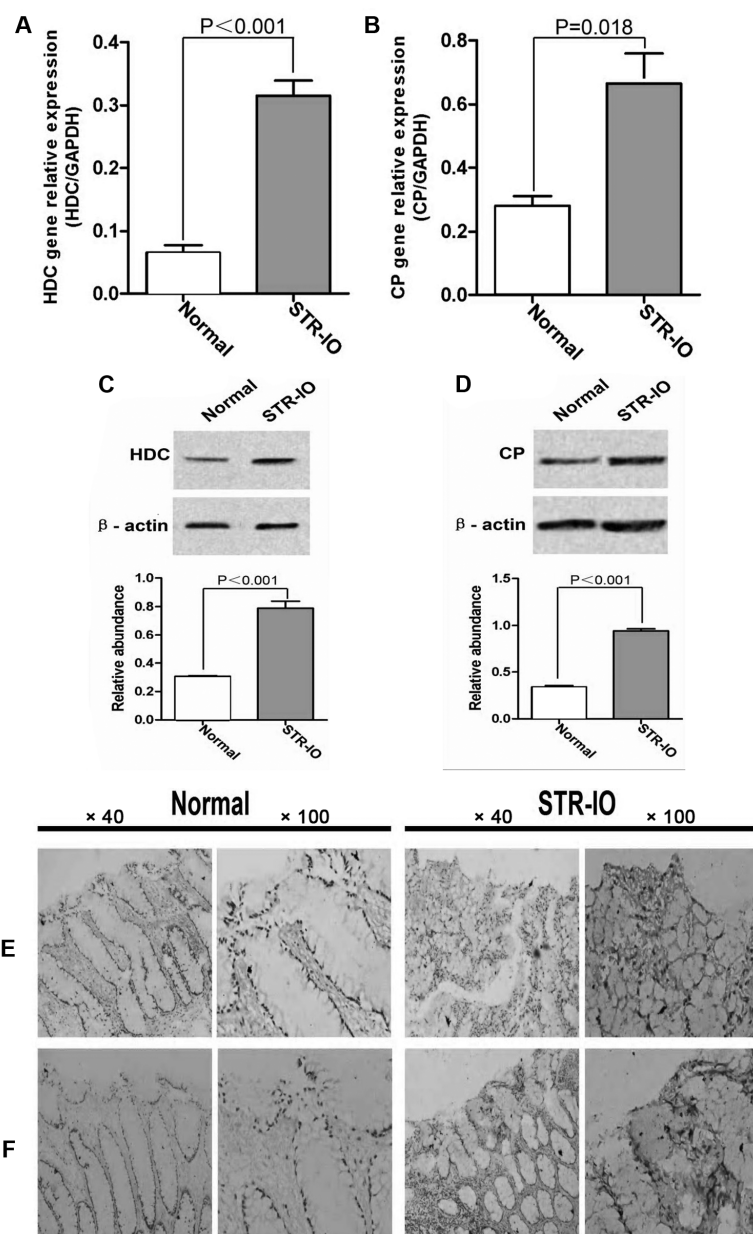 A
P<0.001
HDC gene relative expression
(HDC/GAPDH)
0.4
0.3
0.2
0.1
0.0
Normal
STR-IO
B
P=0.018
CP gene relative expression
(CP/GAPDH)
0.8
0.6
0.4
0.2
0.0
Normal
STR-IO
C
Normal
STR-IO
HDC
β - actin
P<0.001
Relative abundance
1.0
0.8
0.6
0.4
0.2
0.0
Normal
STR-IO
D
Normal
STR-IO
CP
β - actin
P<0.001
Relative abundance
1.5
1.0
0.5
0.0
Normal
STR-IO
Normal
× 40
× 100
STR-IO
× 40
× 100
E
F